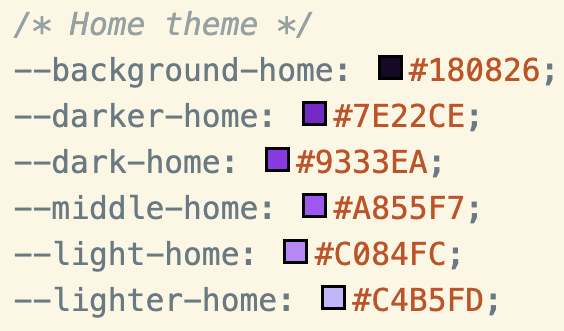 /* Home theme */
--background-home: #180826;
--darker-home: #7E22CE;
--dark-home: #9333EA;
--middle-home: #A855F7;
--light-home: #C084FC;
--lighter-home: #C4B5FD;